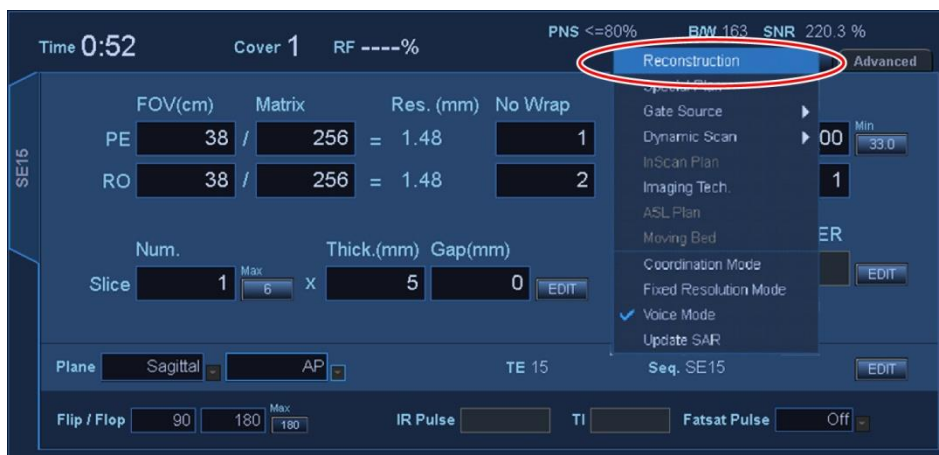 PNS <=80% B/W 163 SNR 220.3 %
Time 0:52 Cover 1 RF ----%
Reconstruction
Advanced
FOV(cm) Matrix Res. (mm) No Wrap
Special Plan
Gate Source
PE 38 / 256 = 1.48 1
Dynamic Scan
00 Min 33.0
SE15
InScan Plan
RO 38 / 256 = 1.48 2
Imaging Tech.
1
ASL Plan
Moving Bed
ER
Num. Thick.(mm) Gap(mm)
Coordination Mode
Slice 1 Max 6 x 5 0 EDIT
EDIT
Fixed Resolution Mode
Voice Mode
Update SAR
Plane Sagittal AP TE 15 Seq. SE15 EDIT
Flip / Flop 90 180 Max 180 IR Pulse TI Fatsat Pulse Off